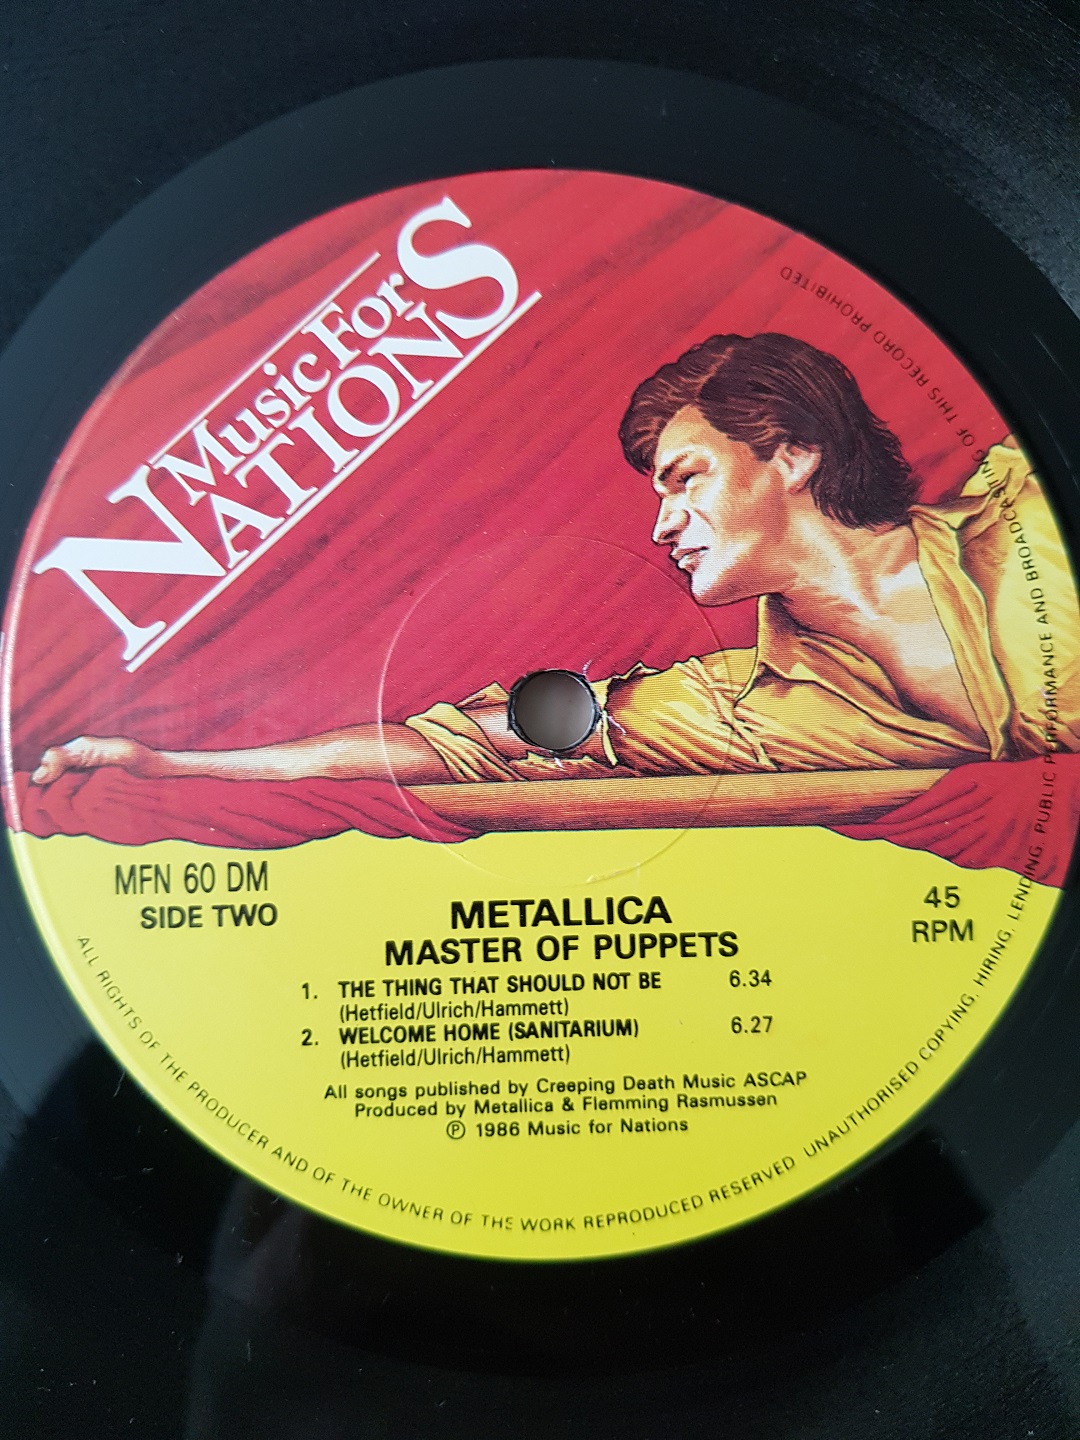 Music For
NATIONS
MFN 60 DM
SIDE TWO
45
RPM
METALLICA
MASTER OF PUPPETS
1. THE THING THAT SHOULD NOT BE 6.34
(Hetfield/Ulrich/Hammett)
2. WELCOME HOME (SANITARIUM) 6.27
(Hetfield/Ulrich/Hammett)
All songs published by Creeping Death Music ASCAP
Produced by Metallica & Flemming Rasmussen
℗ 1986 Music for Nations
ALL RIGHTS OF THE PRODUCER AND OF THE OWNER OF THE WORK REPRODUCED RESERVED UNAUTHORISED COPYING, HIRING, LENDING, PUBLIC PERFORMANCE AND BROADCASTING OF THIS RECORD PROHIBITED